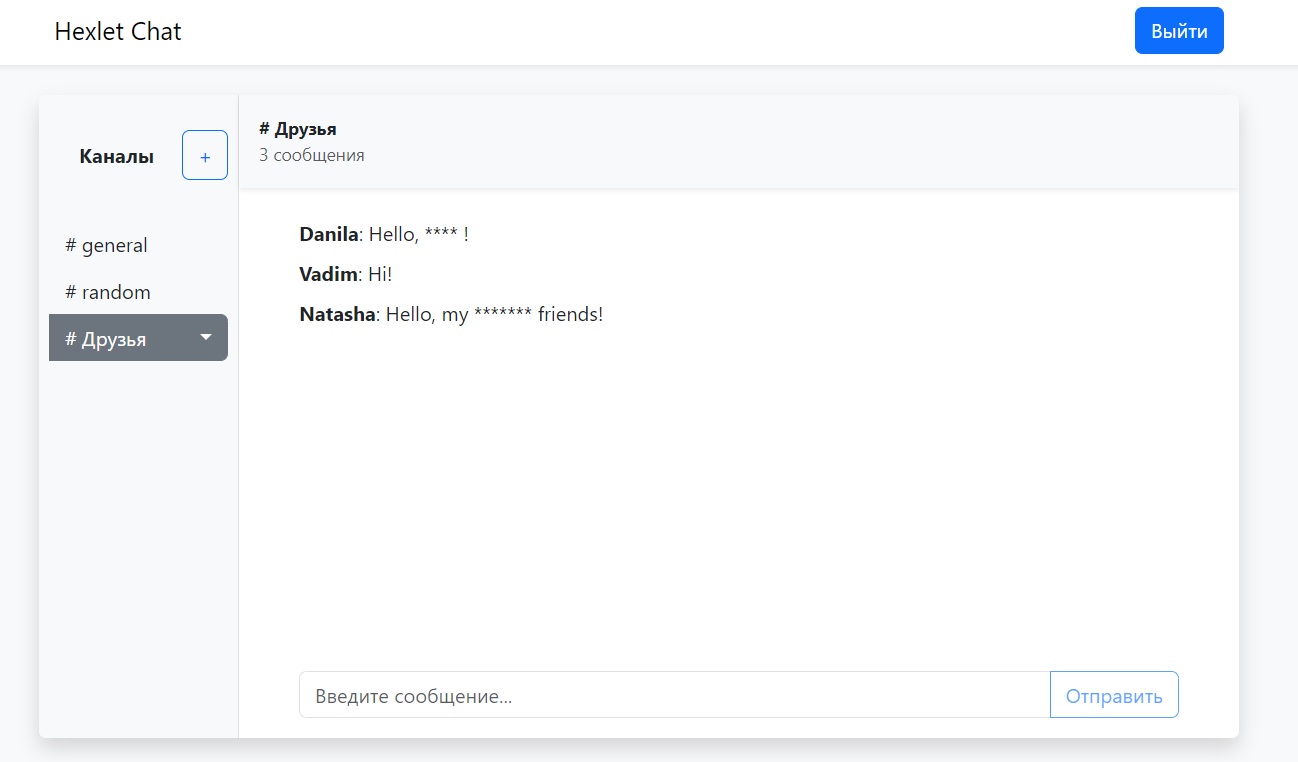 Hexlet Chat
Выйти
Каналы
+
# general
# random
# Друзья
# Друзья
3 сообщения
Danila: Hello, **** !
Vadim: Hi!
Natasha: Hello, my ******* friends!
Введите сообщение...
Отправить